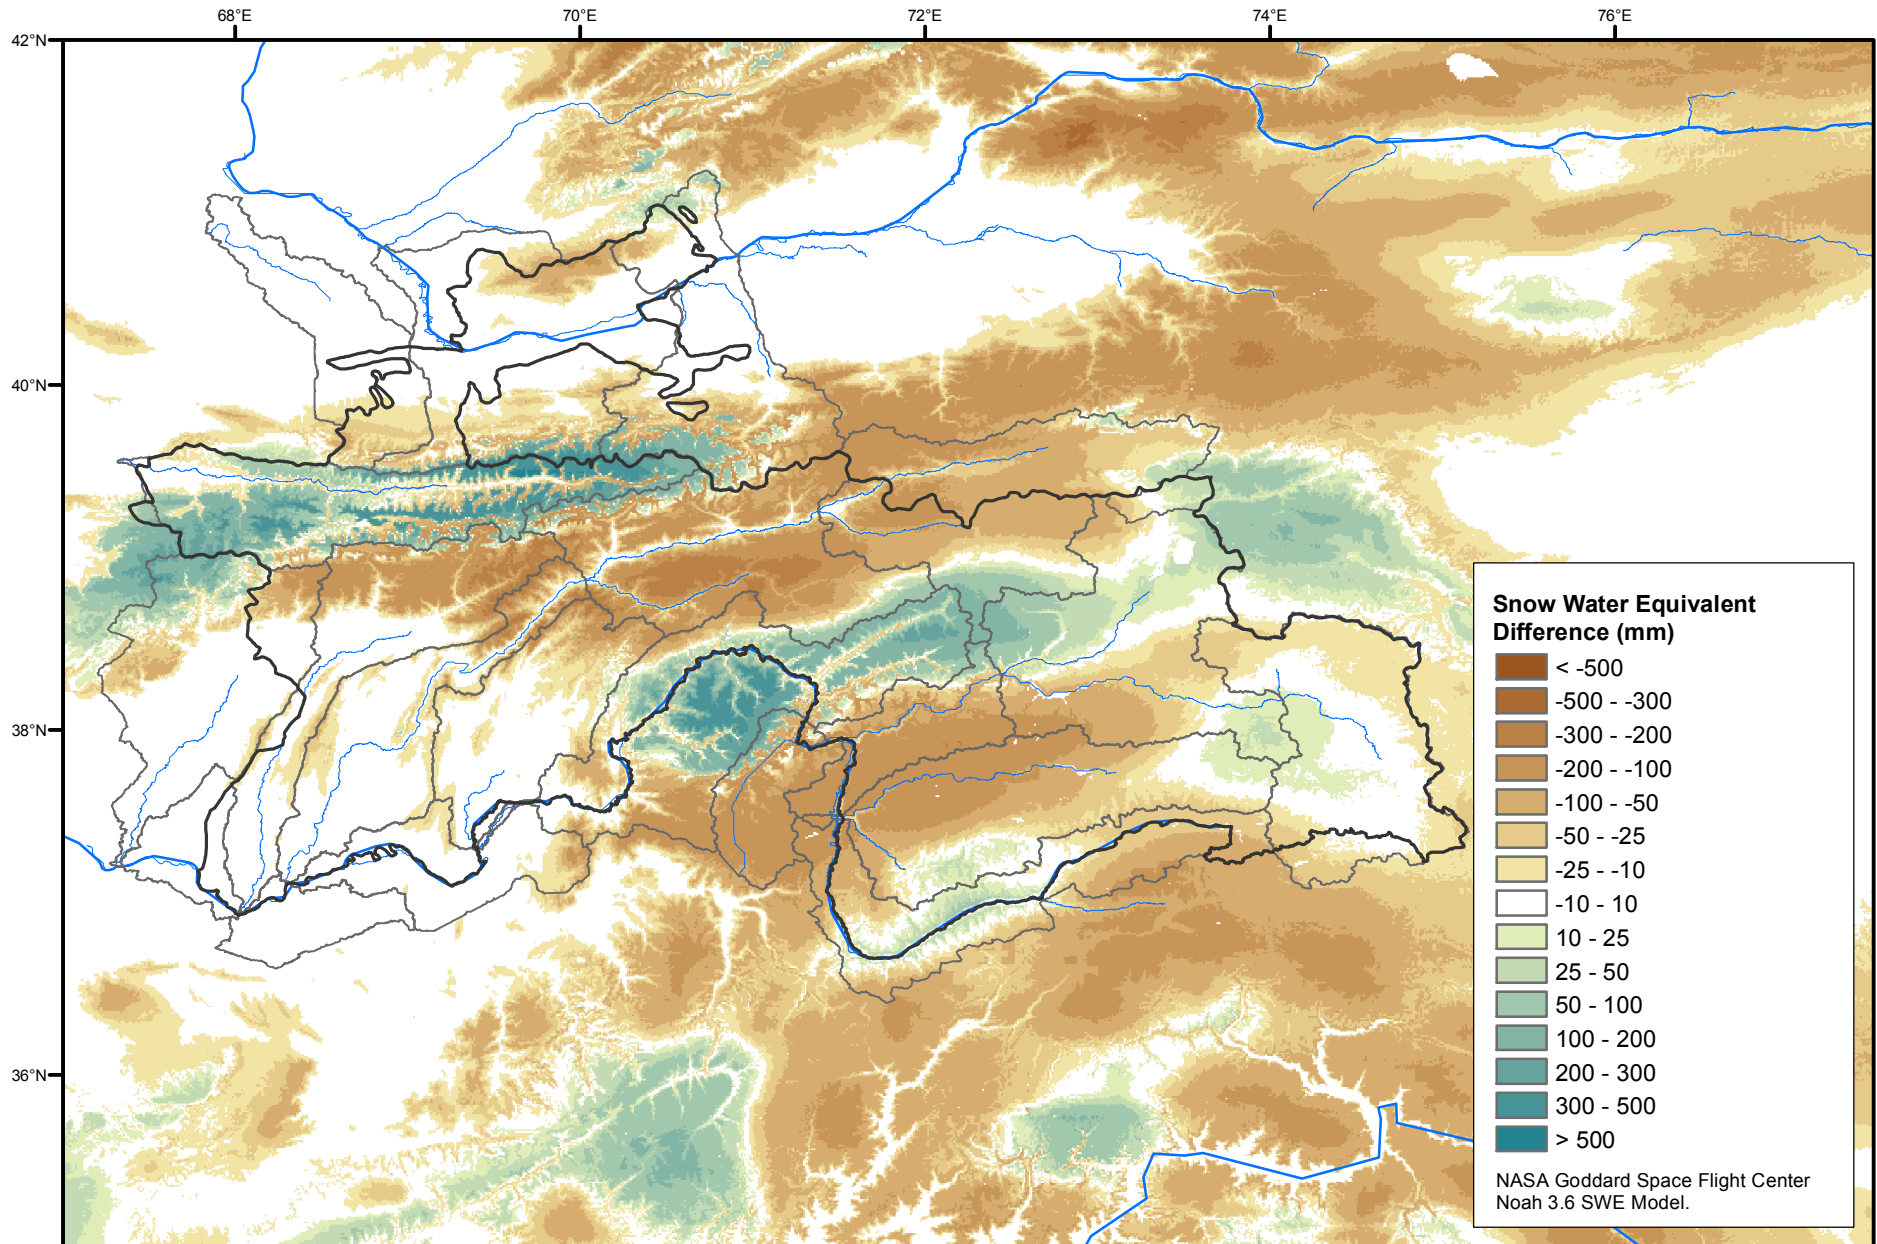 68°E 70°E 72°E 74°E 76°E
42°N
40°N
38°N
36°N
Snow Water Equivalent
Difference (mm)
< -500
-500 - -300
-300 - -200
-200 - -100
-100 - -50
-50 - -25
-25 - -10
-10 - 10
10 - 25
25 - 50
50 - 100
100 - 200
200 - 300
300 - 500
> 500
NASA Goddard Space Flight Center
Noah 3.6 SWE Model.